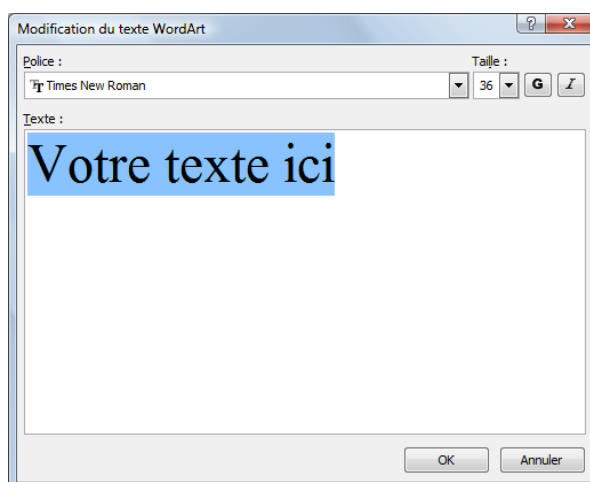 Modification du texte WordArt
Police :
Taille :
Times New Roman
36
G
I
Texte :
Votre texte ici
OK
Annuler